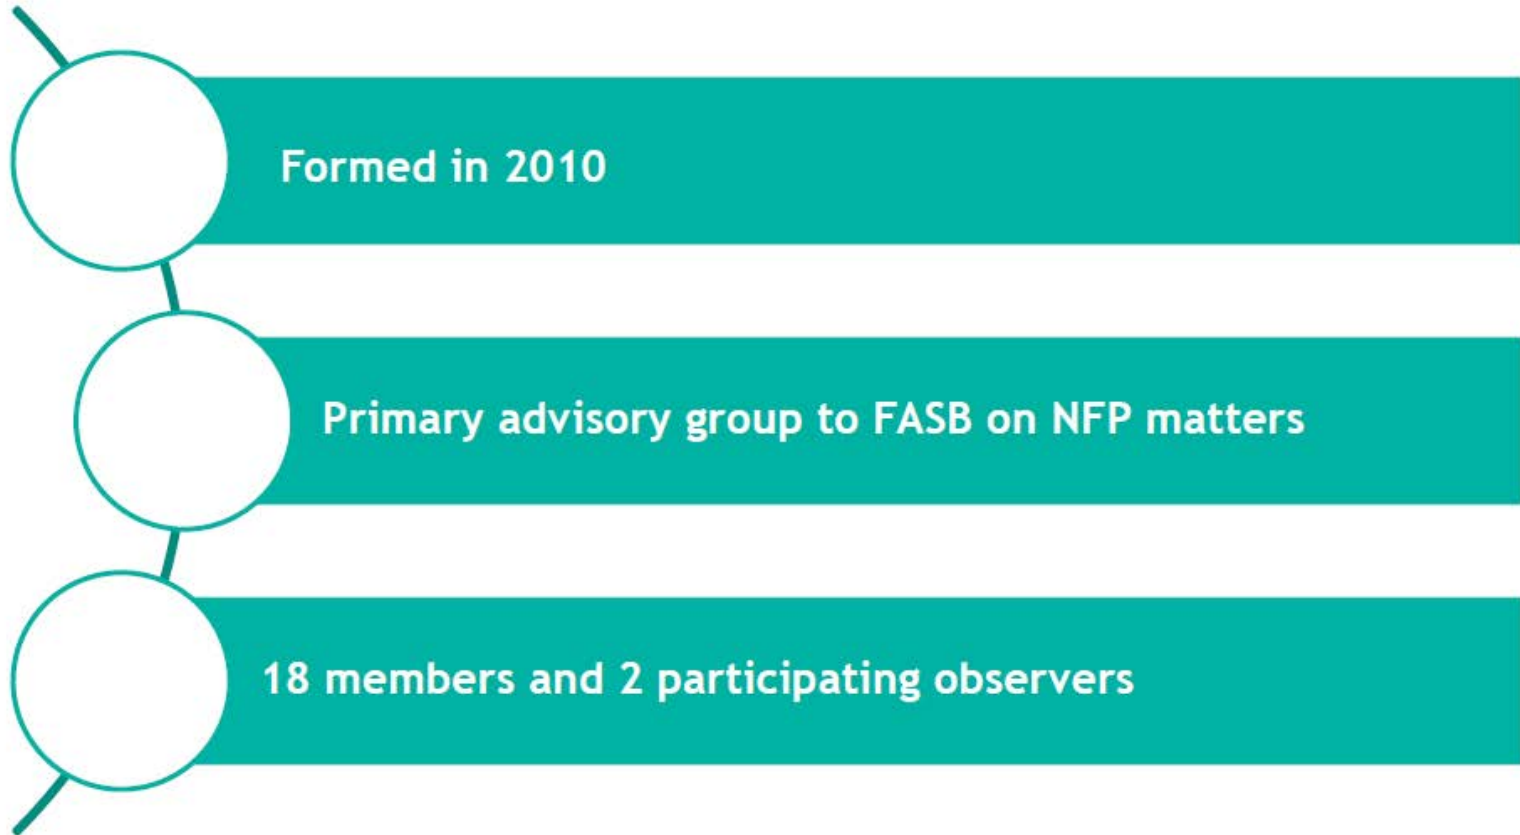 Formed in 2010
Primary advisory group to FASB on NFP matters
18 members and 2 participating observers